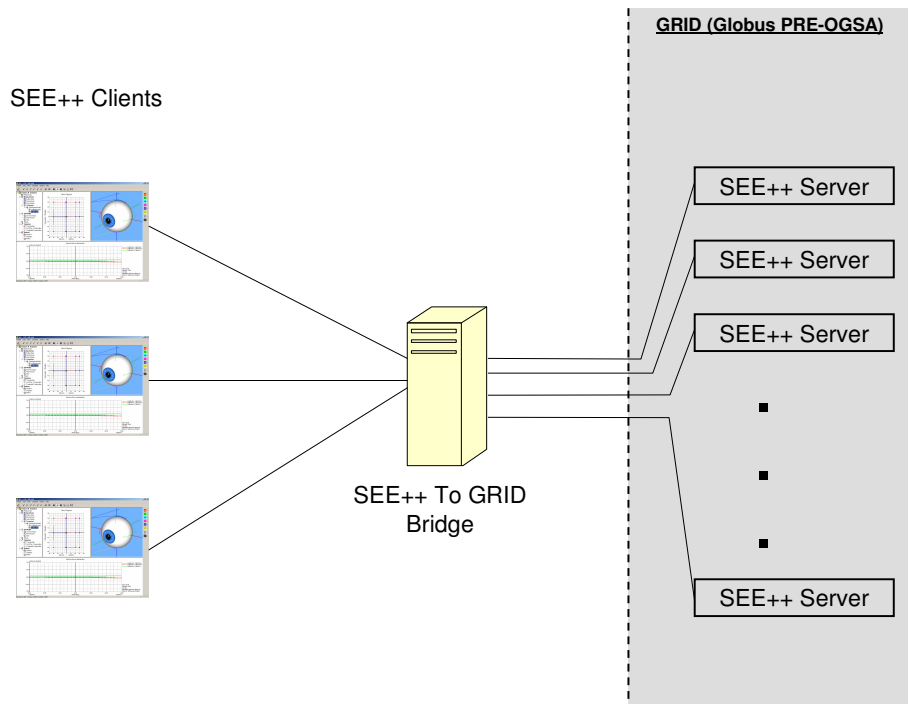 GRID (Globus PRE-OGSA)
SEE++ Clients
SEE++ Server
SEE++ Server
SEE++ Server
SEE++ To GRID
Bridge
SEE++ Server